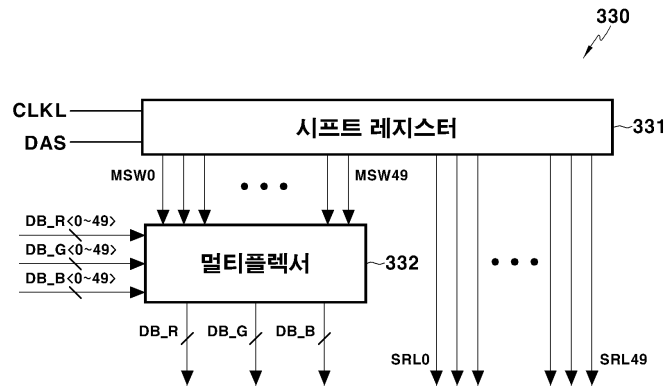 330
CLKL
DAS
시프트 레지스터
331
MSW0
MSW49
DB_R<0~49>
DB_G<0~49>
DB_B<0~49>
멀티플렉서
332
DB_R
DB_G
DB_B
SRL0
SRL49